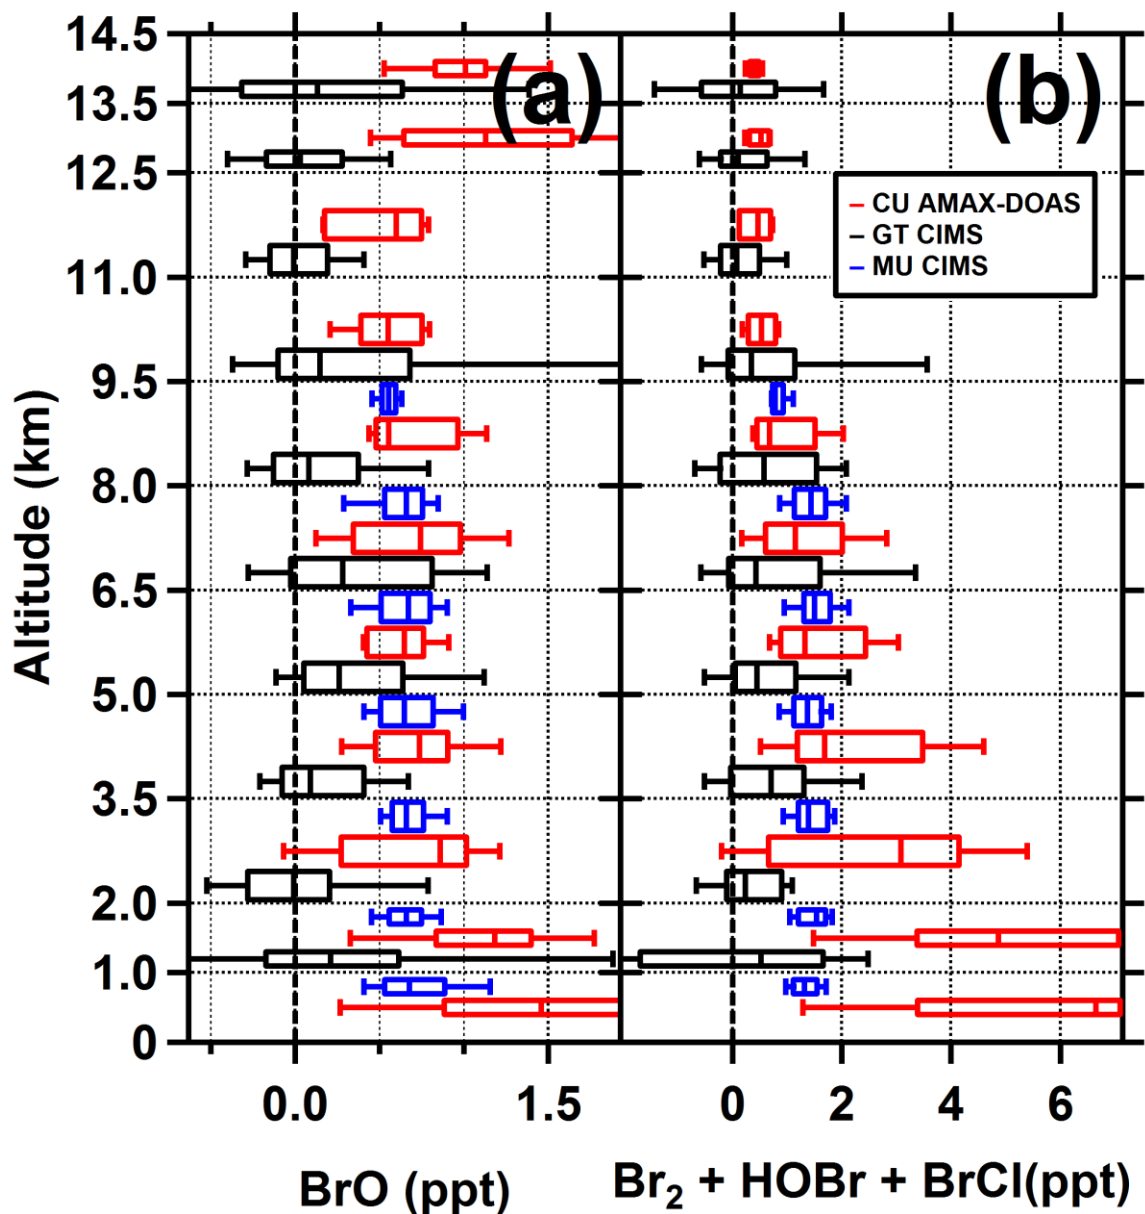 14.5
13.5
12.5
11.0
9.5
8.0
6.5
5.0
3.5
2.0
1.0
0
Altitude (km)
(a)
(b)
CU AMAX-DOAS
GT CIMS
MU CIMS
0.0 1.5
0 2 4 6
BrO (ppt)
Br₂ + HOBr + BrCl(ppt)